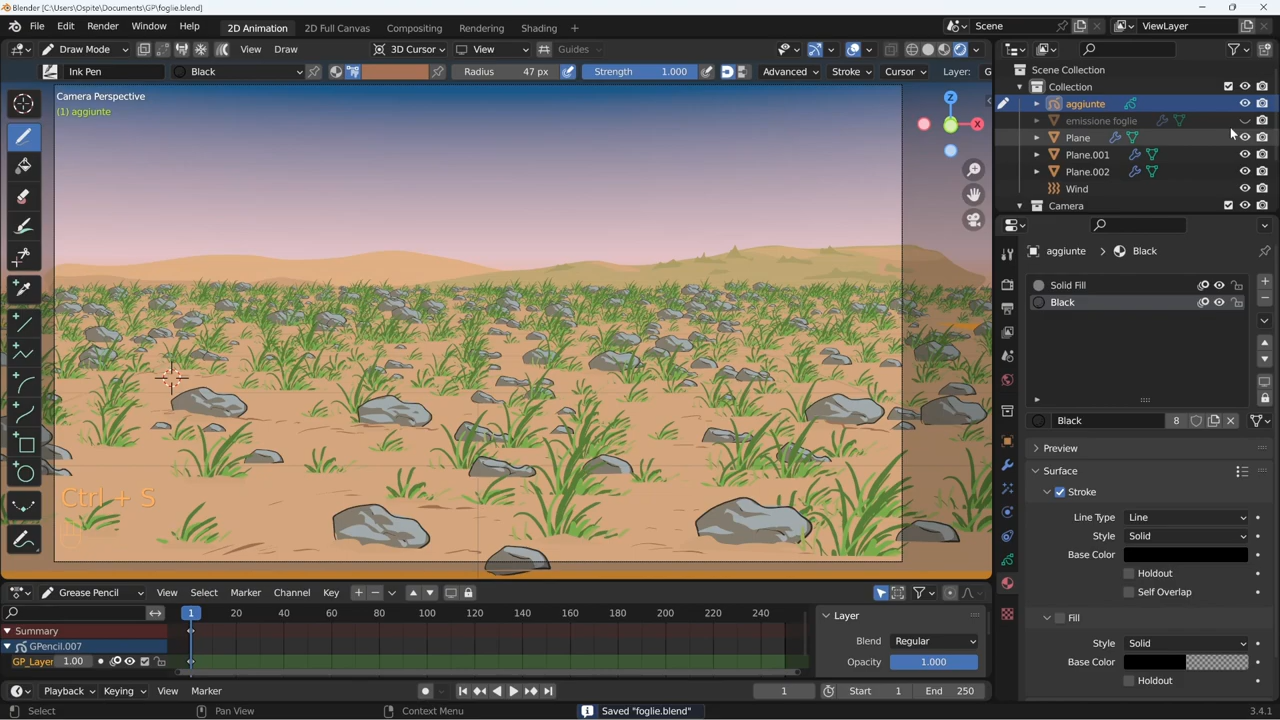 Blender [C:\Users\Ospite\Documents\GP\foglie.blend]
File Edit Render Window Help 2D Animation 2D Full Canvas Compositing Rendering Shading + Scene ViewLayer
Draw Mode View Draw 3D Cursor View Guides
Ink Pen Black Radius 47 px Strength 1.000 Advanced Stroke Cursor Layer: G
Camera Perspective
(1) aggiunte
Z
X
Ctrl + S
Scene Collection
Collection
aggiunte
emissione foglie
Plane
Plane.001
Plane.002
Wind
Camera
aggiunte > Black
Solid Fill
Black
Black 8
Preview
Surface
Stroke
Line Type Line
Style Solid
Base Color
Holdout
Self Overlap
Fill
Style Solid
Base Color
Holdout
Grease Pencil View Select Marker Channel Key
1 20 40 60 80 100 120 140 160 180 200 220 240
Summary
GPencil.007
GP_Layer 1.00
Layer
Blend Regular
Opacity 1.000
Playback Keying View Marker 1 Start 1 End 250
Select Pan View Context Menu Saved "foglie.blend" 3.4.1